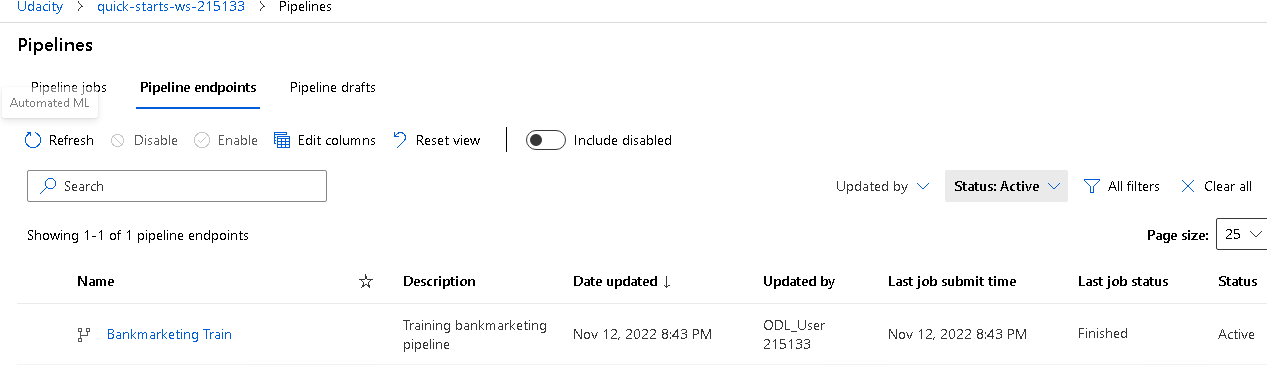 Udacity > quick-starts-ws-215133 > Pipelines
Pipelines
Pipeline jobs Pipeline endpoints Pipeline drafts
Automated ML
Refresh Disable Enable Edit columns Reset view Include disabled
Search Updated by Status: Active All filters Clear all
Showing 1-1 of 1 pipeline endpoints Page size: 25
Name Description Date updated ↓ Updated by Last job submit time Last job status Status
Bankmarketing Train Training bankmarketing pipeline Nov 12, 2022 8:43 PM ODL_User 215133 Nov 12, 2022 8:43 PM Finished Active